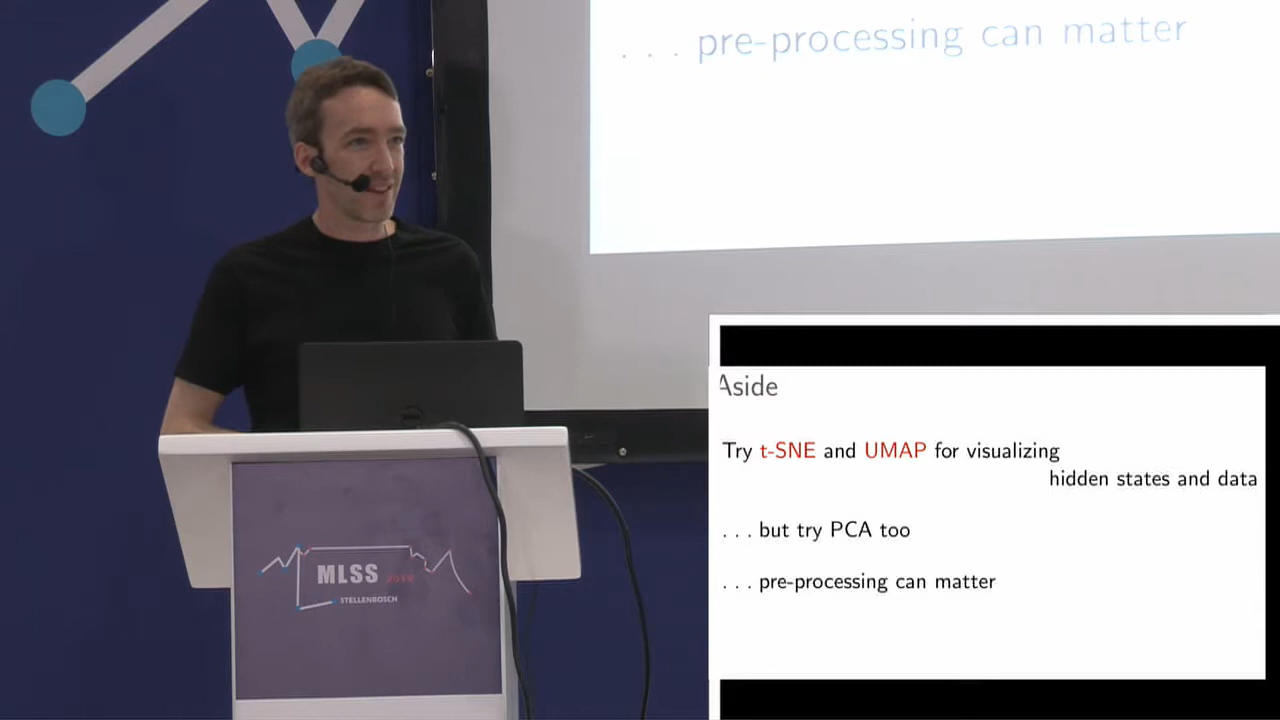 . . . pre-processing can matter
Aside
Try t-SNE and UMAP for visualizing
hidden states and data
. . . but try PCA too
. . . pre-processing can matter
MLSS 2019
STELLENBOSCH